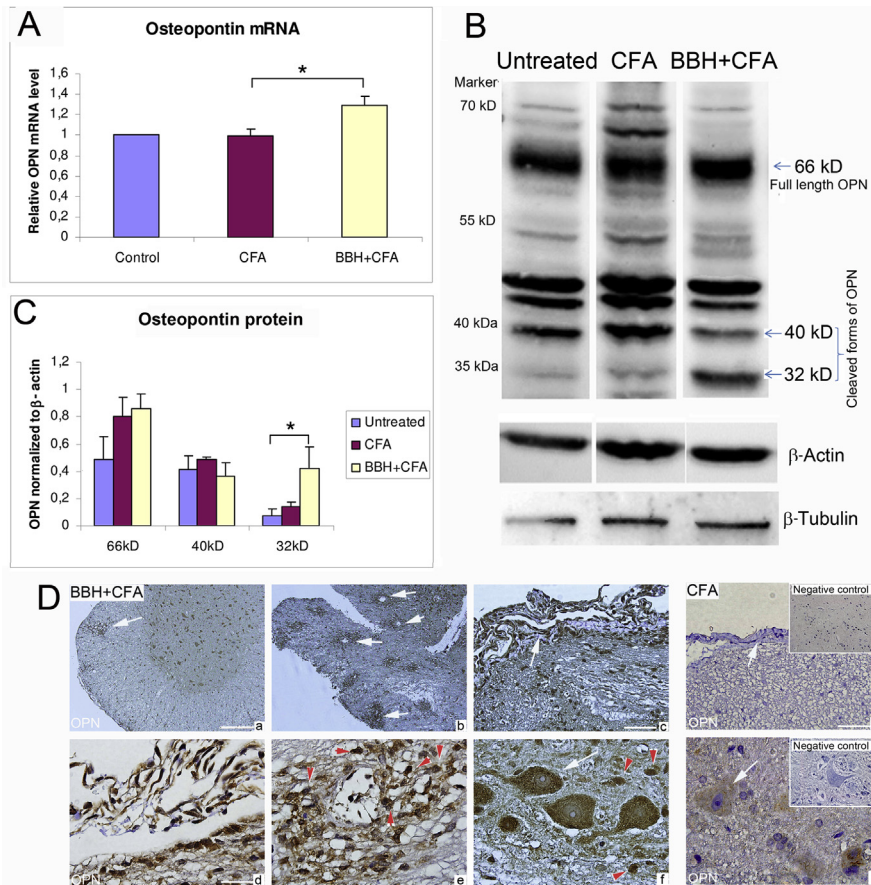 A
Osteopontin mRNA
Relative OPN mRNA level
1,6
1,4
1,2
1
0,8
0,6
0,4
0,2
0
*
Control
CFA
BBH+CFA
B
Untreated CFA BBH+CFA
Marker
70 kD
55 kD
40 kDa
35 kDa
66 kD
Full length OPN
40 kD
32 kD
Cleaved forms of OPN
β-Actin
β-Tubulin
C
Osteopontin protein
OPN normalized to β- actin
1,2
1
0,8
0,6
0,4
0,2
0
*
66kD
40kD
32kD
Untreated
CFA
BBH+CFA
D
BBH+CFA
OPN
a
b
c
CFA
Negative control
OPN
OPN
d
e
f
Negative control
OPN